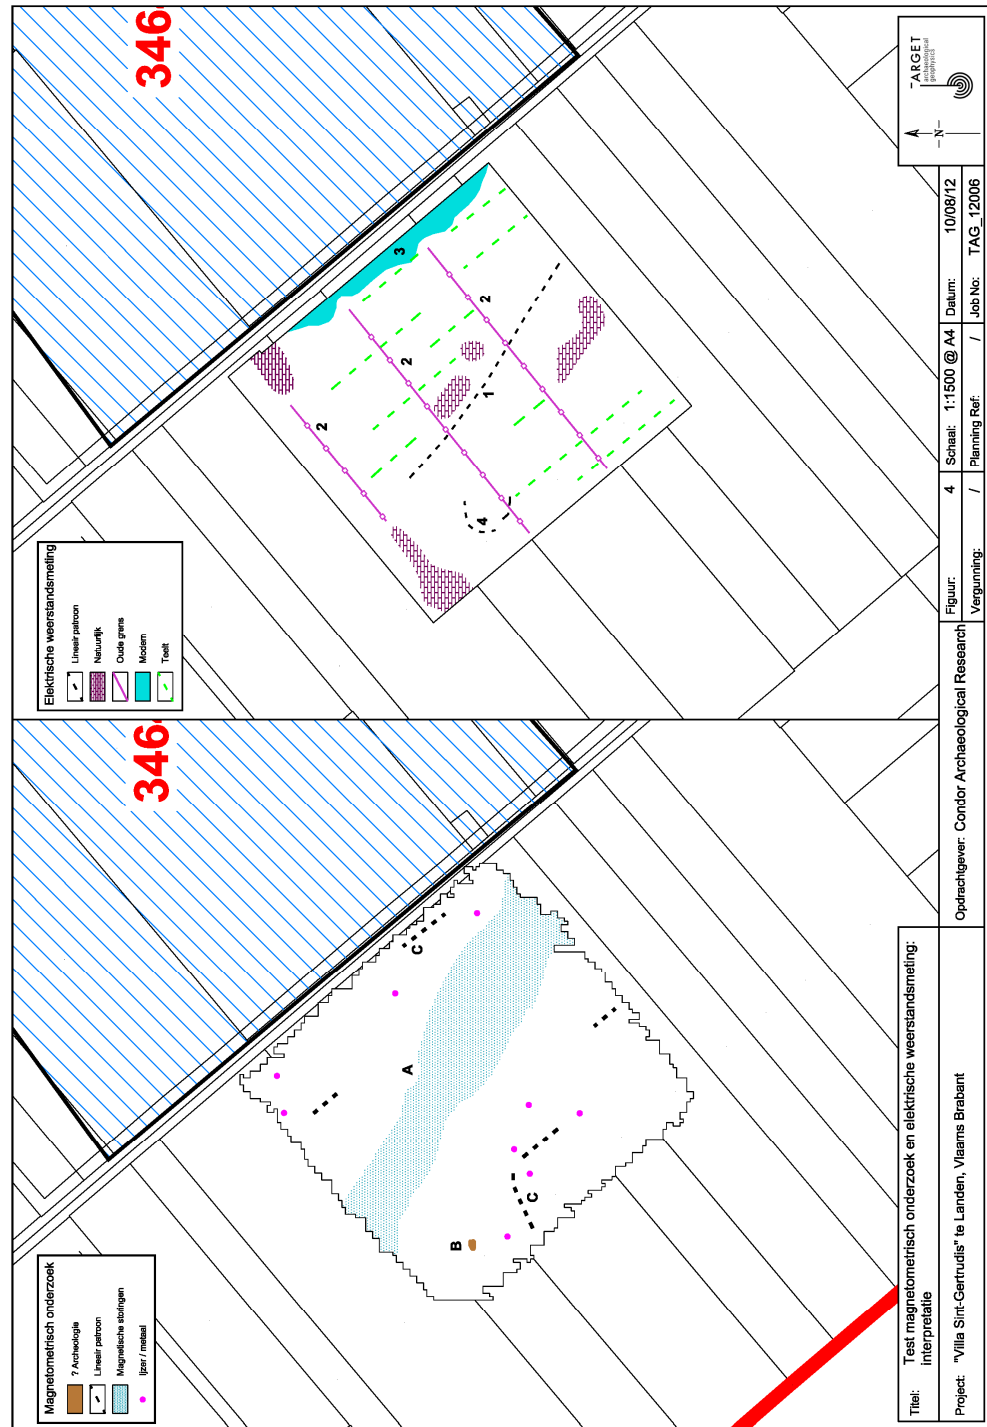 Magnetometrisch onderzoek
? Archeologie
Lineair patroon
Magnetische storingen
Ijzer / metaal
346
A
B
C
C
Elektrische weerstandsmeting
Lineair patroon
Natuurlijk
Oude grens
Modern
Teelt
346
1
2
2
2
3
4
Titel: Test magnetometrisch onderzoek en elektrische weerstandsmeting:
interpretatie
Project: "Villa Sint-Gertrudis" te Landen, Vlaams Brabant
Opdrachtgever: Condor Archaeological Research
Figuur: 4
Schaal: 1:1500 @ A4
Datum: 10/08/12
Vergunning: /
Planning Ref: /
Job No: TAG_12006
N
TARGET
archaeological
geophysics